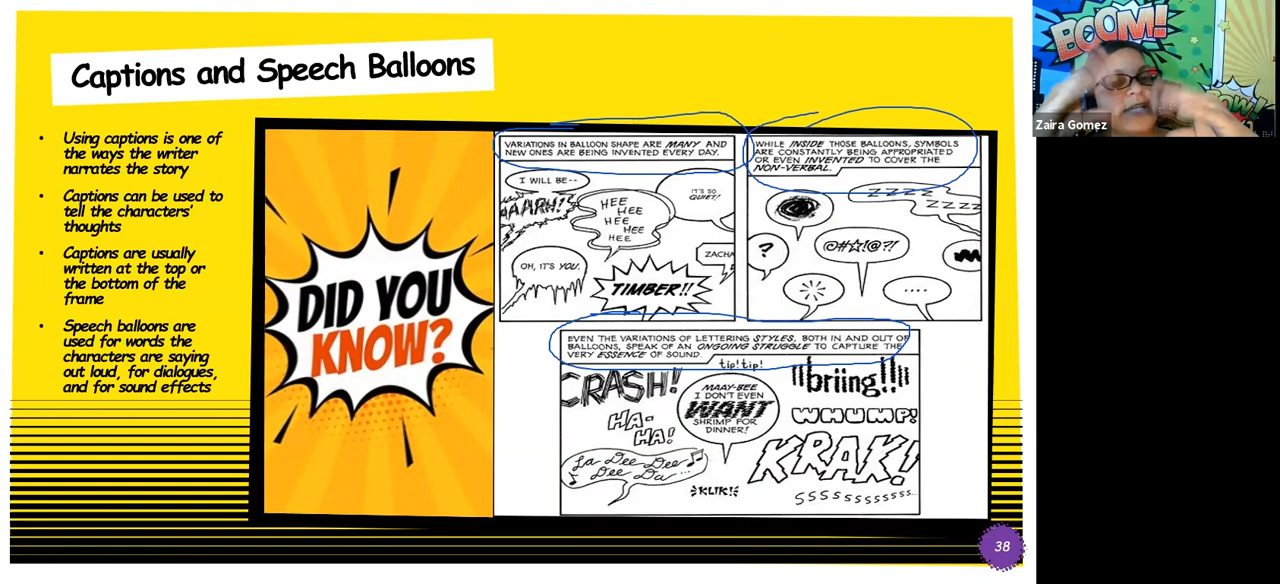 Captions and Speech Balloons
• Using captions is one of
the ways the writer
narrates the story
• Captions can be used to
tell the characters'
thoughts
• Captions are usually
written at the top or
the bottom of the
frame
• Speech balloons are
used for words the
characters are saying
out loud, for dialogues,
and for sound effects
DID YOU
KNOW?
VARIATIONS IN BALLOON SHAPE ARE MANY AND
NEW ONES ARE BEING INVENTED EVERY DAY.
I WILL BE--
AAARH!!
HEE
HEE
HEE
HEE
HEE
IT'S SO
QUIET!
OH, IT'S YOU.
TIMBER!!
ZACHA
WHILE INSIDE THOSE BALLOONS, SYMBOLS
ARE CONSTANTLY BEING APPROPRIATED
OR EVEN INVENTED TO COVER THE
NON-VERBAL.
ZZZZ
ZZZZ
?
@#☆!@?!
....
EVEN THE VARIATIONS OF LETTERING STYLES, BOTH IN AND OUT OF
BALLOONS, SPEAK OF AN ONGOING STRUGGLE TO CAPTURE THE
VERY ESSENCE OF SOUND.
CRASH!
tip! tip!
HA-
HA!
MAAY-BEE
I DON'T EVEN
WANT
SHRIMP FOR
DINNER!
briing!!
WHUMP!
La Dee Dee
Dee Da...
KLIK!
KRAK!
SSSSSSSSSSSS...
38
BOOM!
POW!
Zaira Gomez